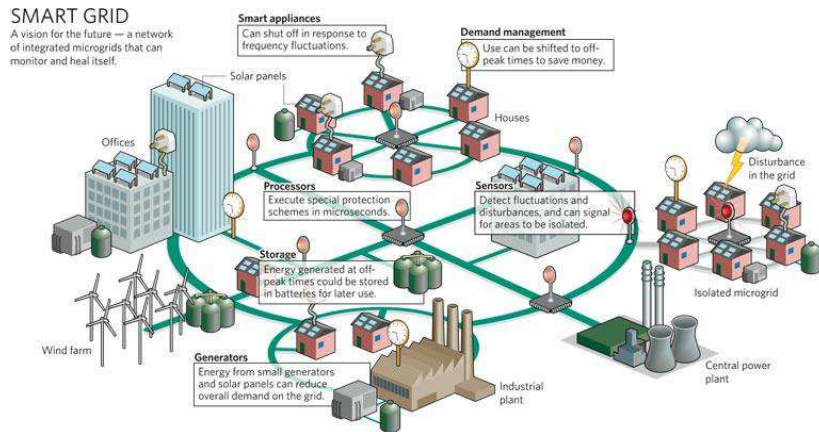 SMART GRID
A vision for the future — a network
of integrated microgrids that can
monitor and heal itself.
Smart appliances
Can shut off in response to
frequency fluctuations.
Demand management
Use can be shifted to off-
peak times to save money.
Solar panels
Houses
Offices
Disturbance
in the grid
Processors
Execute special protection
schemes in microseconds.
Sensors
Detect fluctuations and
disturbances, and can signal
for areas to be isolated.
Storage
Energy generated at off-
peak times could be stored
in batteries for later use.
Isolated microgrid
Wind farm
Generators
Energy from small generators
and solar panels can reduce
overall demand on the grid.
Industrial
plant
Central power
plant